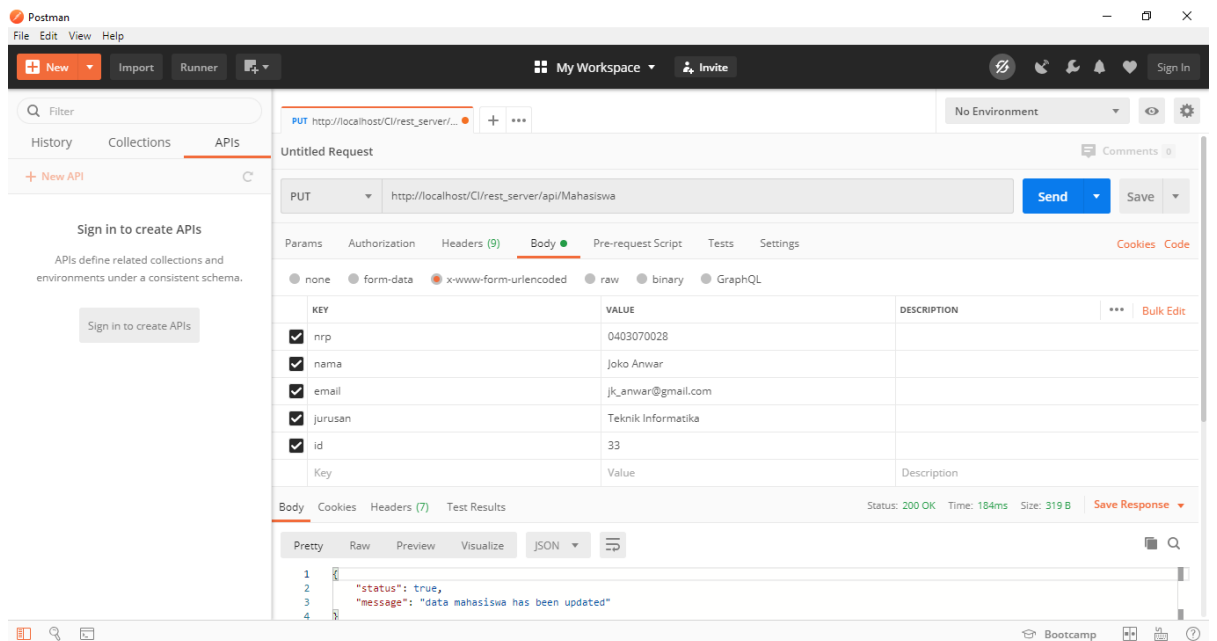 Postman
File Edit View Help
New Import Runner My Workspace Invite Sign In
Filter
History Collections APIs
+ New API
Sign in to create APIs
APIs define related collections and
environments under a consistent schema.
Sign in to create APIs
PUT http://localhost/CI/rest_server/... + •••
No Environment
Untitled Request
Comments 0
PUT http://localhost/CI/rest_server/api/Mahasiswa Send Save
Params Authorization Headers (9) Body Pre-request Script Tests Settings Cookies Code
none form-data x-www-form-urlencoded raw binary GraphQL
KEY VALUE DESCRIPTION ••• Bulk Edit
nrp 0403070028
nama Joko Anwar
email jk_anwar@gmail.com
jurusan Teknik Informatika
id 33
Key Value Description
Body Cookies Headers (7) Test Results Status: 200 OK Time: 184ms Size: 319 B Save Response
Pretty Raw Preview Visualize JSON
1 {
2 "status": true,
3 "message": "data mahasiswa has been updated"
4 }
Bootcamp